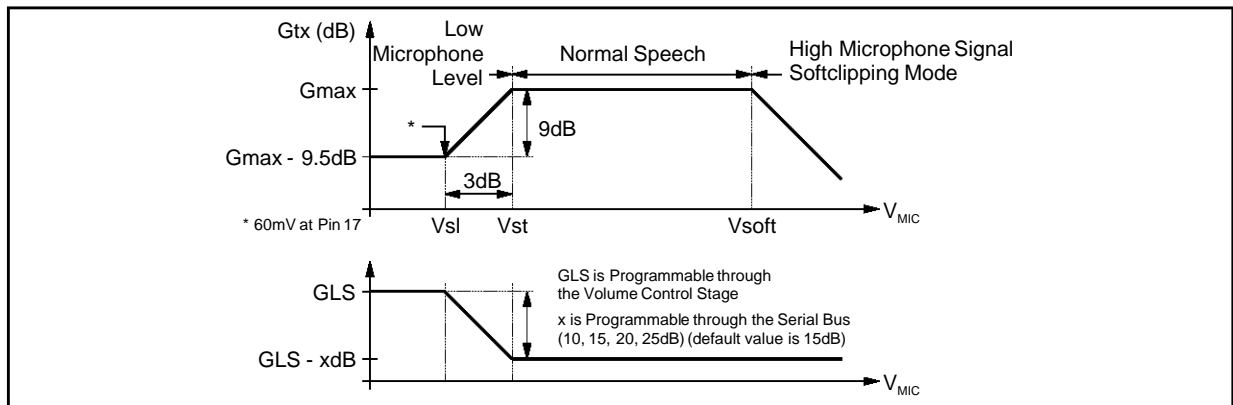 Gtx (dB)
Low
Microphone
Level
Normal Speech
High Microphone Signal
Softclipping Mode
Gmax
*
9dB
Gmax - 9.5dB
3dB
* 60mV at Pin 17
Vsl
Vst
Vsoft
VMIC
GLS
GLS is Programmable through
the Volume Control Stage
x is Programmable through the Serial Bus
(10, 15, 20, 25dB) (default value is 15dB)
GLS - xdB
VMIC